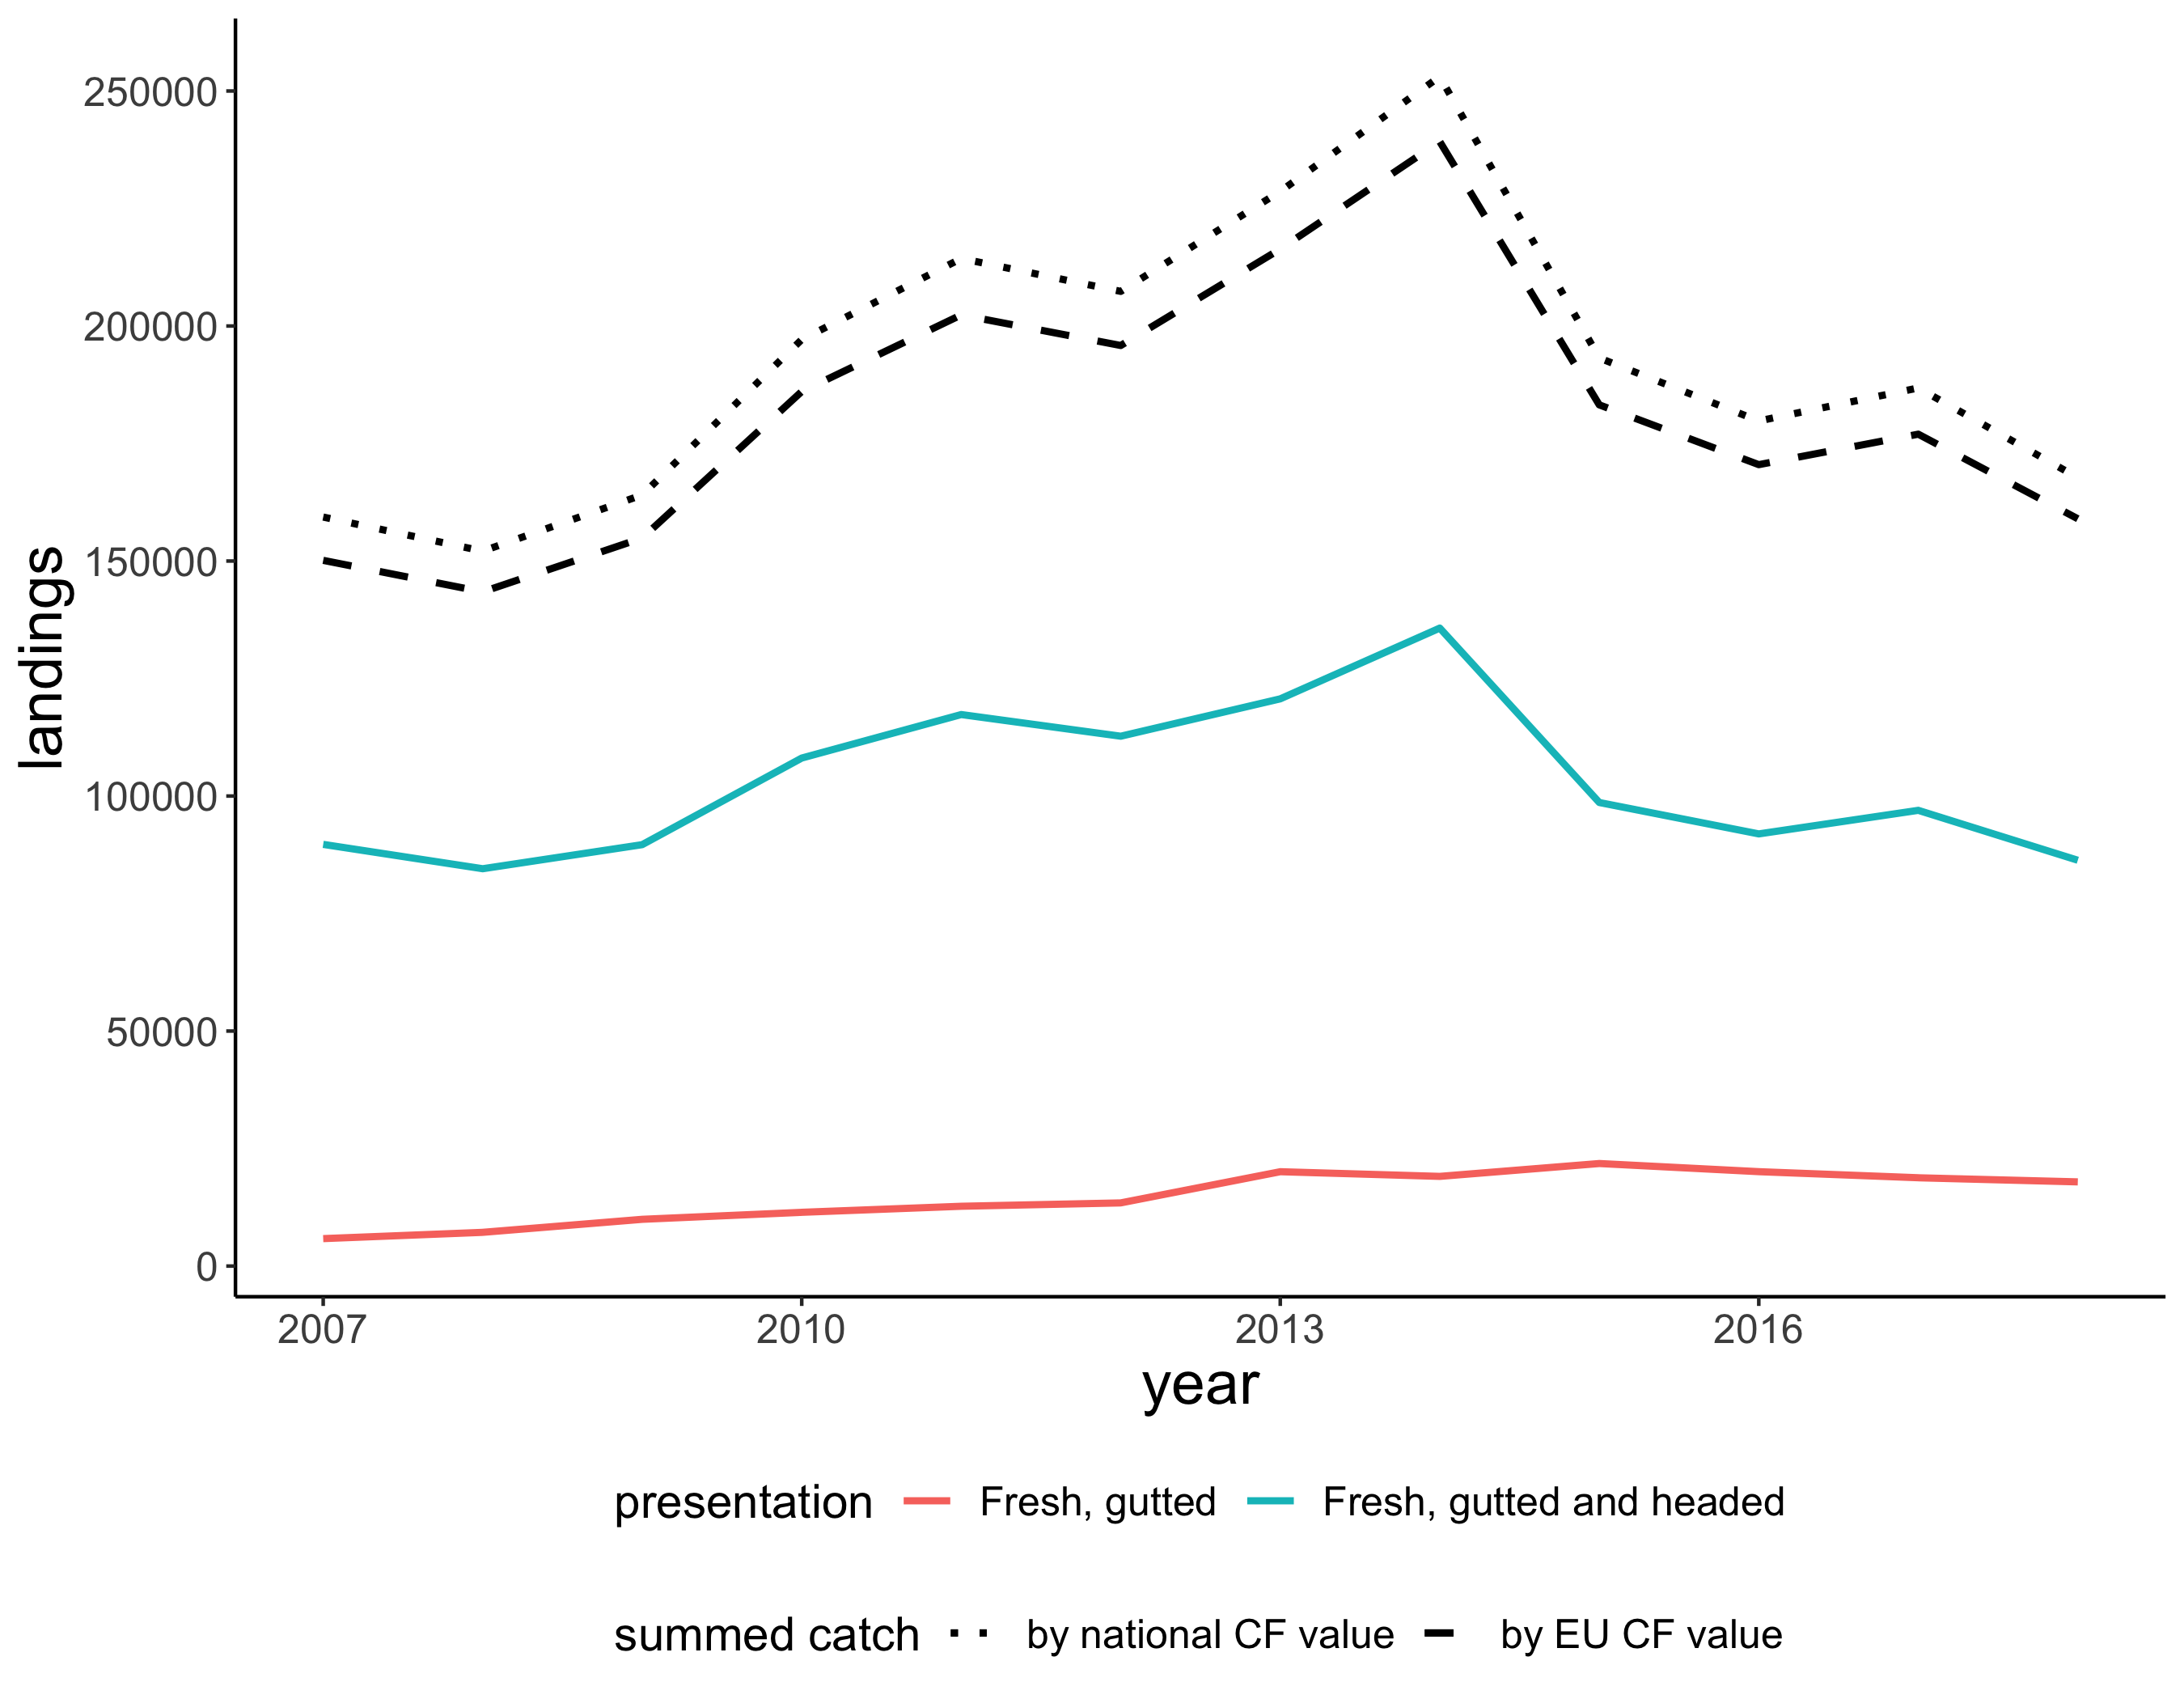 landings
250000
200000
150000
100000
50000
0
2007 2010 2013 2016
year
presentation Fresh, gutted Fresh, gutted and headed
summed catch by national CF value by EU CF value